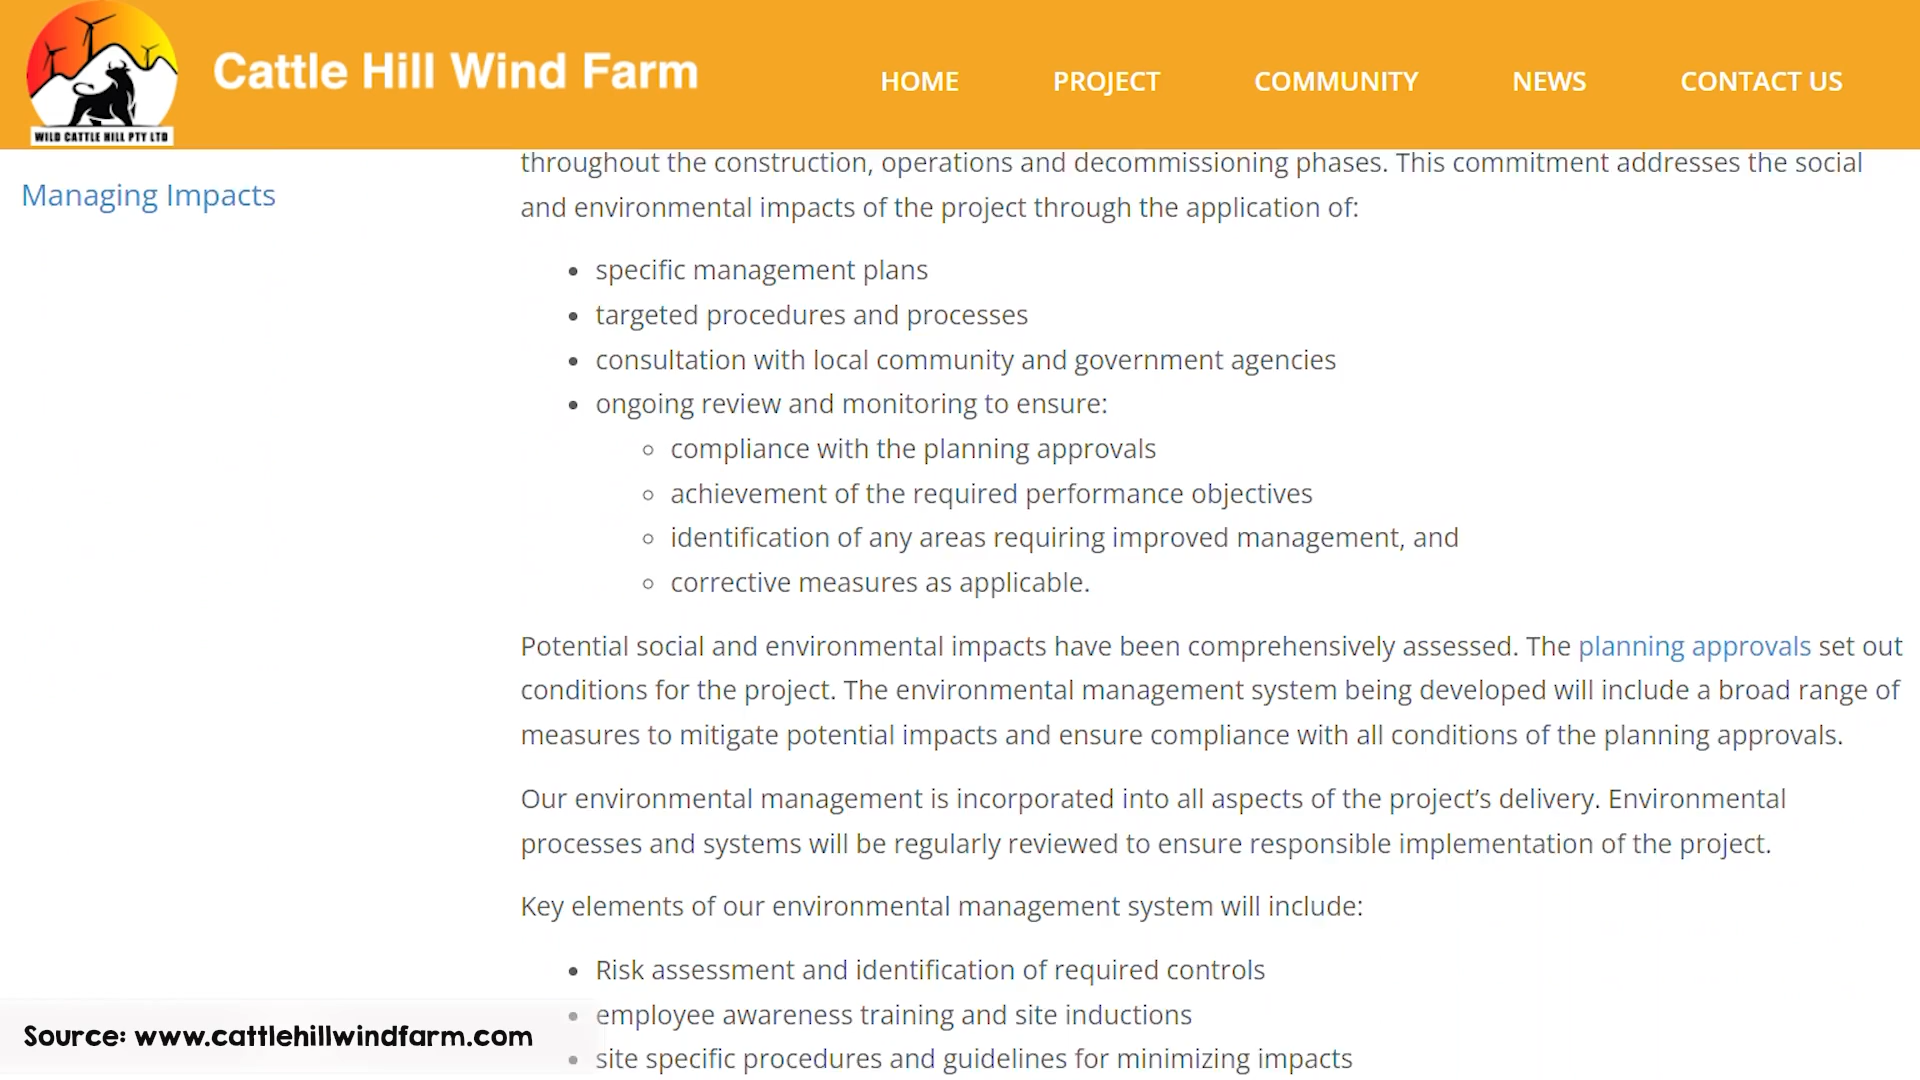 WILD CATTLE HILL PTY LTD
Cattle Hill Wind Farm
HOME
PROJECT
COMMUNITY
NEWS
CONTACT US
Managing Impacts
throughout the construction, operations and decommissioning phases. This commitment addresses the social
and environmental impacts of the project through the application of:
• specific management plans
• targeted procedures and processes
• consultation with local community and government agencies
• ongoing review and monitoring to ensure:
◦ compliance with the planning approvals
◦ achievement of the required performance objectives
◦ identification of any areas requiring improved management, and
◦ corrective measures as applicable.
Potential social and environmental impacts have been comprehensively assessed. The planning approvals set out
conditions for the project. The environmental management system being developed will include a broad range of
measures to mitigate potential impacts and ensure compliance with all conditions of the planning approvals.
Our environmental management is incorporated into all aspects of the project’s delivery. Environmental
processes and systems will be regularly reviewed to ensure responsible implementation of the project.
Key elements of our environmental management system will include:
• Risk assessment and identification of required controls
• employee awareness training and site inductions
• site specific procedures and guidelines for minimizing impacts
Source: www.cattlehillwindfarm.com